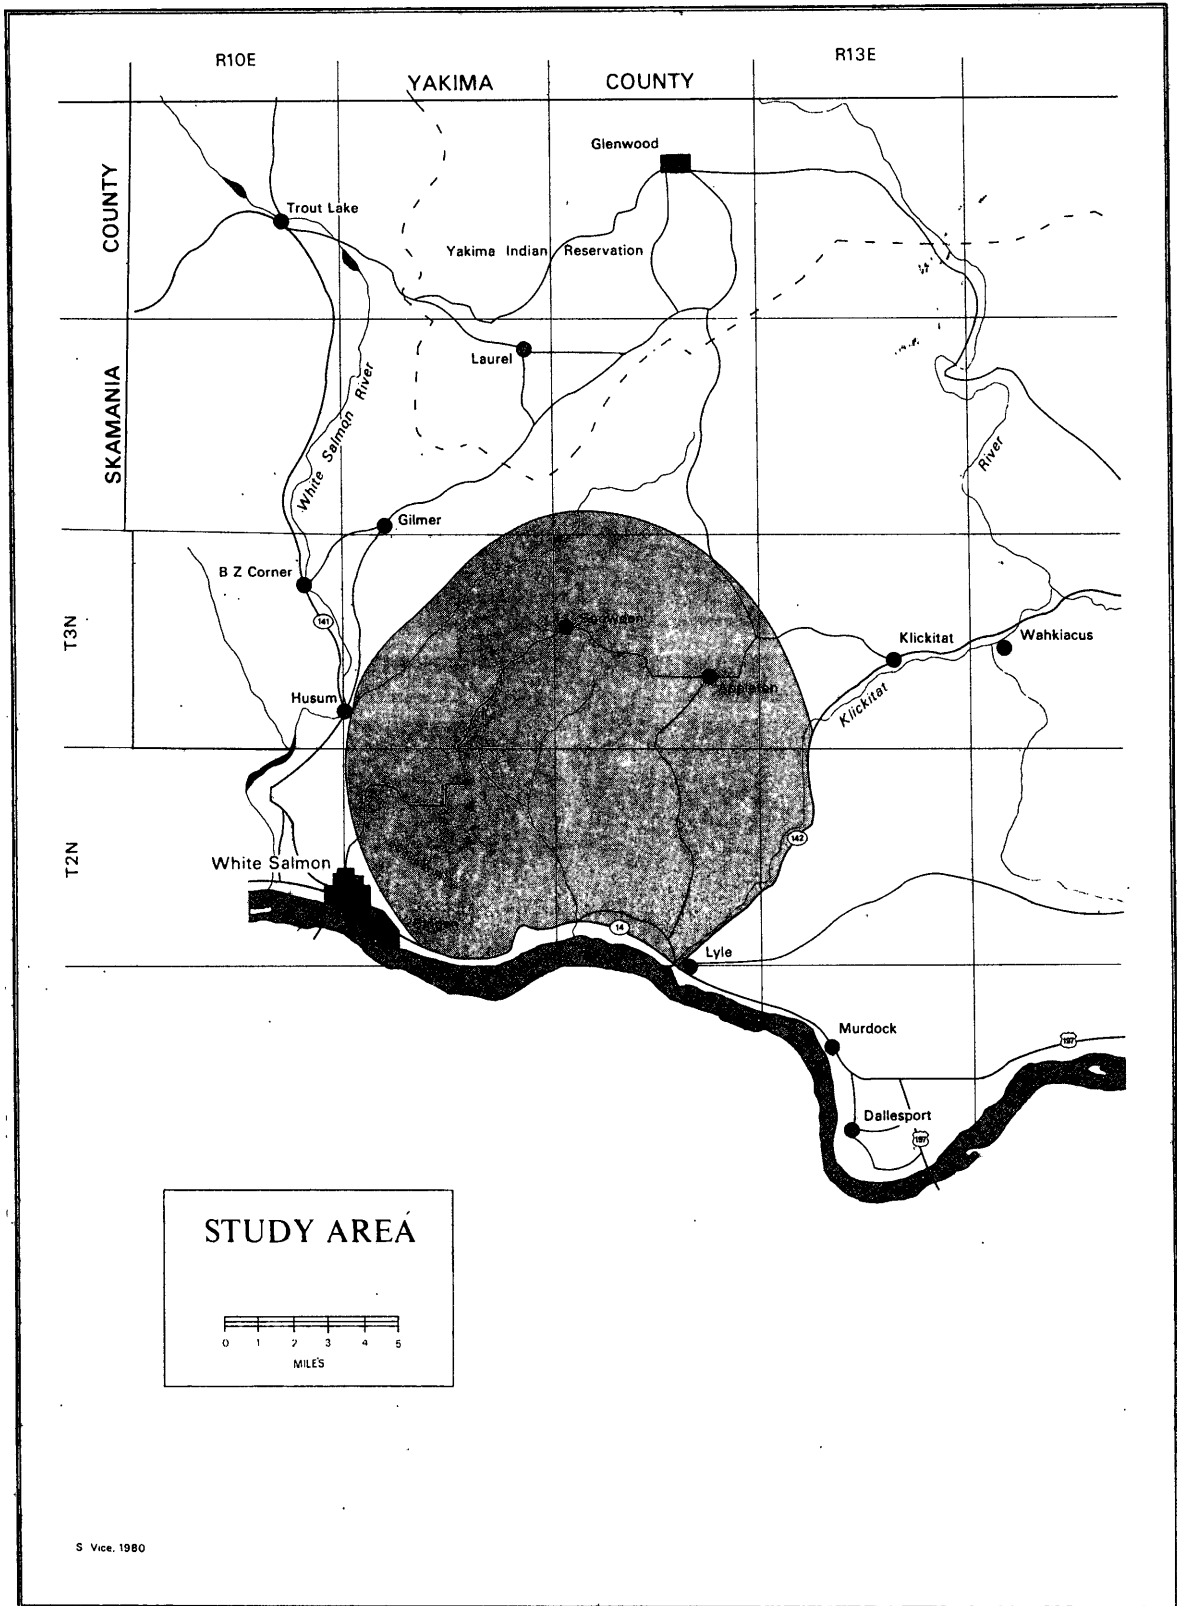 R10E
R13E
YAKIMA COUNTY
Glenwood
COUNTY
Trout Lake
Yakima Indian Reservation
Laurel
SKAMANIA
White Salmon River
River
Gilmer
B Z Corner
141
T3N
Klickitat
Wahkiacus
Appleton
Husum
Klickitat
142
T2N
White Salmon
14
Lyle
Murdock
197
Dallesport
197
STUDY AREA
0 1 2 3 4 5
MILES
S Vice, 1980